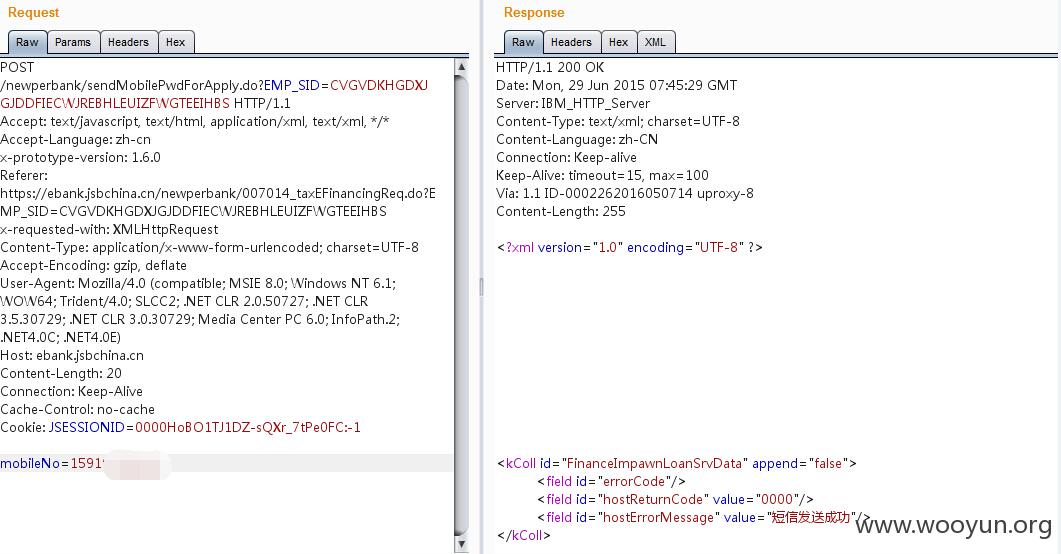 Request
Raw Params Headers Hex
POST
/newperbank/sendMobilePwdForApply.do?EMP_SID=CVGVDKHGDXJ
GJDDFIECWJREBHLEUIZFWGTEEIHBS HTTP/1.1
Accept: text/javascript, text/html, application/xml, text/xml, */*
Accept-Language: zh-cn
x-prototype-version: 1.6.0
Referer:
https://ebank.jsbchina.cn/newperbank/007014_taxEFinancingReq.do?E
MP_SID=CVGVDKHGDXJGJDDFIECWJREBHLEUIZFWGTEEIHBS
x-requested-with: XMLHttpRequest
Content-Type: application/x-www-form-urlencoded; charset=UTF-8
Accept-Encoding: gzip, deflate
User-Agent: Mozilla/4.0 (compatible; MSIE 8.0; Windows NT 6.1;
WOW64; Trident/4.0; SLCC2; .NET CLR 2.0.50727; .NET CLR
3.5.30729; .NET CLR 3.0.30729; Media Center PC 6.0; InfoPath.2;
.NET4.0C; .NET4.0E)
Host: ebank.jsbchina.cn
Content-Length: 20
Connection: Keep-Alive
Cache-Control: no-cache
Cookie: JSESSIONID=0000HoBO1TJ1DZ-sQXr_7tPe0FC:-1
mobileNo=1591
Response
Raw Headers Hex XML
HTTP/1.1 200 OK
Date: Mon, 29 Jun 2015 07:45:29 GMT
Server: IBM_HTTP_Server
Content-Type: text/xml; charset=UTF-8
Content-Language: zh-CN
Connection: Keep-alive
Keep-Alive: timeout=15, max=100
Via: 1.1 ID-0002262016050714 uproxy-8
Content-Length: 255
<?xml version="1.0" encoding="UTF-8" ?>
<kColl id="FinanceImpawnLoanSrvData" append="false">
<field id="errorCode"/>
<field id="hostReturnCode" value="0000"/>
<field id="hostErrorMessage" value="短信发送成功"/>
</kColl>
www.wooyun.org